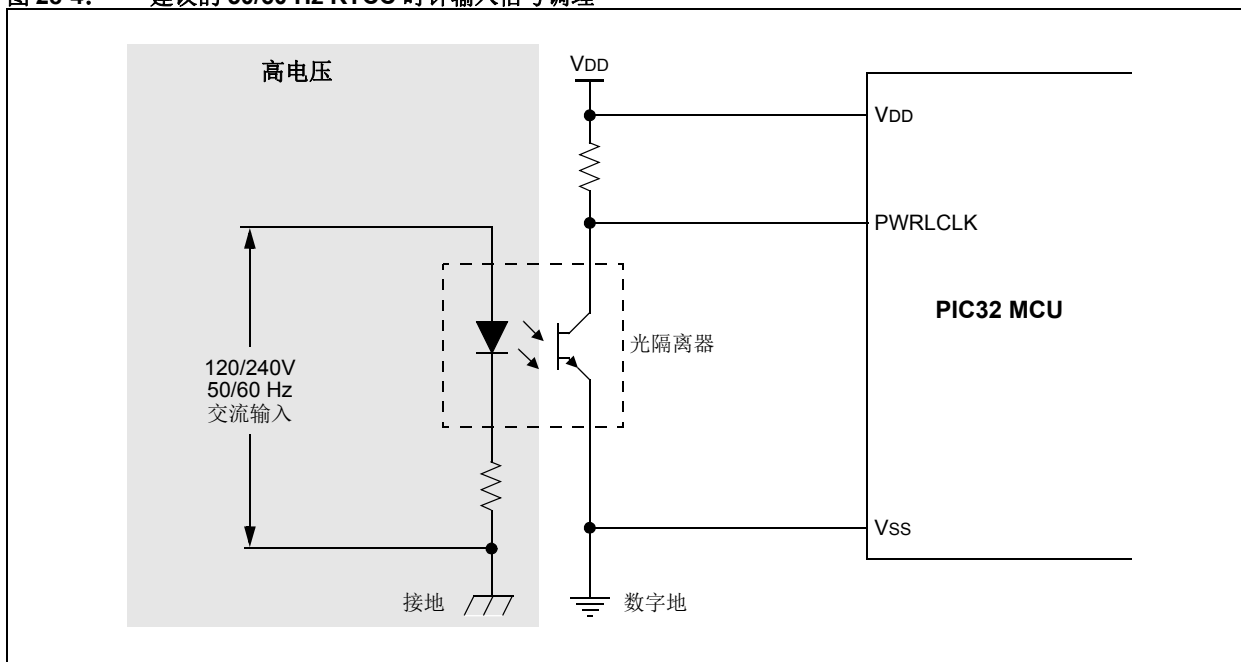 高电压
VDD
VDD
PWRLCLK
PIC32 MCU
光隔离器
120/240V
50/60 Hz
交流输入
VSS
接地
数字地